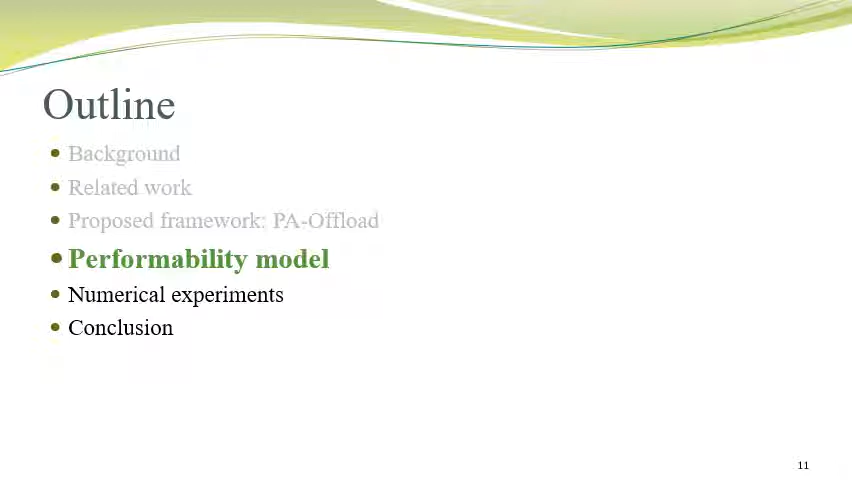 Outline
Background
Related work
Proposed framework: PA-Offload
Performability model
Numerical experiments
Conclusion
11